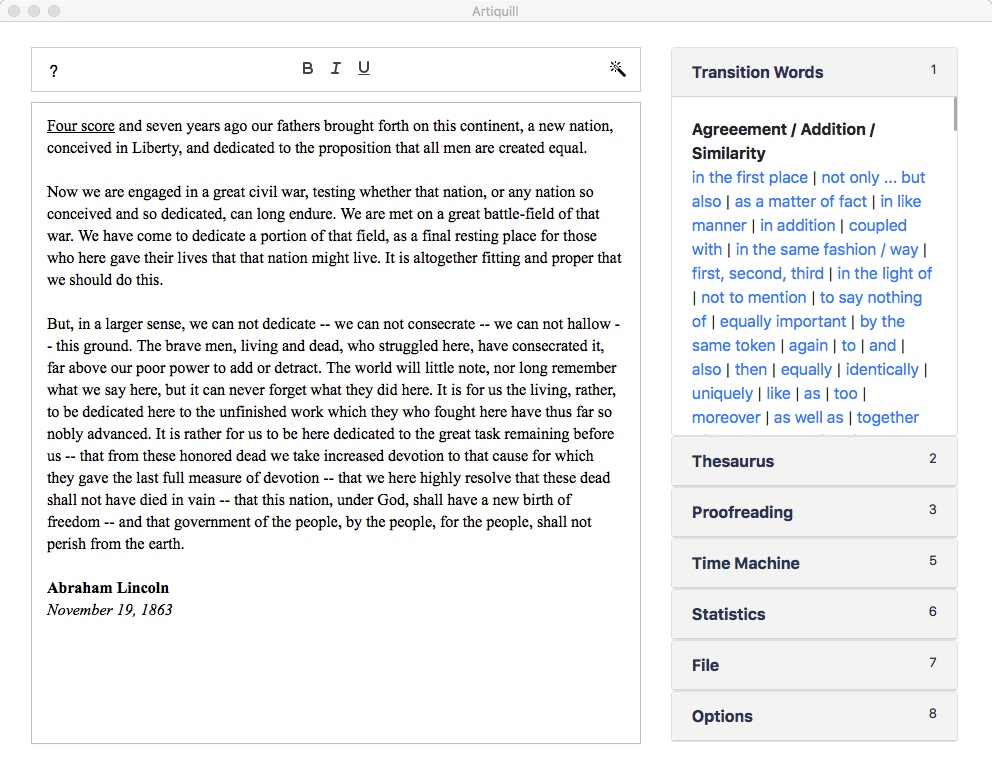 Artiquill
?
B I U
Four score and seven years ago our fathers brought forth on this continent, a new nation,
conceived in Liberty, and dedicated to the proposition that all men are created equal.
Now we are engaged in a great civil war, testing whether that nation, or any nation so
conceived and so dedicated, can long endure. We are met on a great battle-field of that
war. We have come to dedicate a portion of that field, as a final resting place for those
who here gave their lives that that nation might live. It is altogether fitting and proper that
we should do this.
But, in a larger sense, we can not dedicate -- we can not consecrate -- we can not hallow -
- this ground. The brave men, living and dead, who struggled here, have consecrated it,
far above our poor power to add or detract. The world will little note, nor long remember
what we say here, but it can never forget what they did here. It is for us the living, rather,
to be dedicated here to the unfinished work which they who fought here have thus far so
nobly advanced. It is rather for us to be here dedicated to the great task remaining before
us -- that from these honored dead we take increased devotion to that cause for which
they gave the last full measure of devotion -- that we here highly resolve that these dead
shall not have died in vain -- that this nation, under God, shall have a new birth of
freedom -- and that government of the people, by the people, for the people, shall not
perish from the earth.
Abraham Lincoln
November 19, 1863
Transition Words 1
Agreeement / Addition /
Similarity
in the first place | not only ... but
also | as a matter of fact | in like
manner | in addition | coupled
with | in the same fashion / way |
first, second, third | in the light of
| not to mention | to say nothing
of | equally important | by the
same token | again | to | and |
also | then | equally | identically |
uniquely | like | as | too |
moreover | as well as | together
Thesaurus 2
Proofreading 3
Time Machine 5
Statistics 6
File 7
Options 8